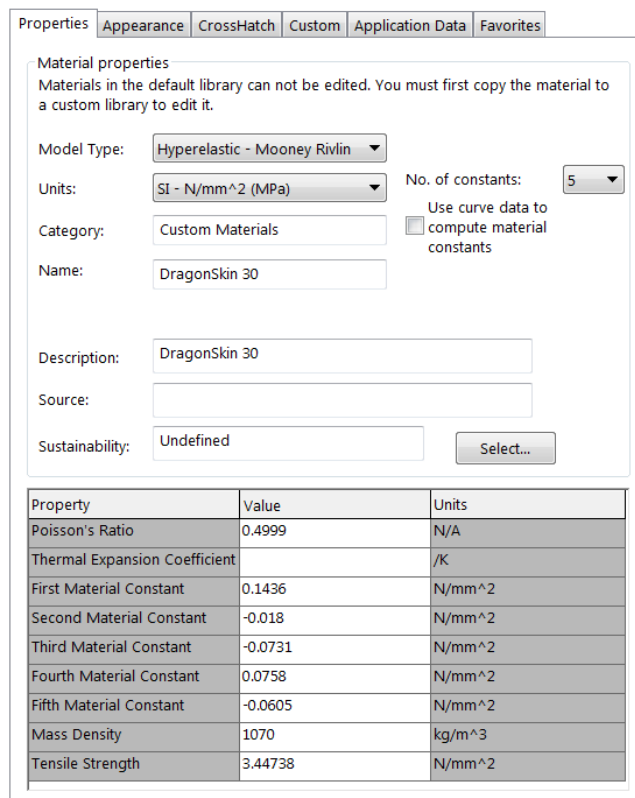 Properties Appearance CrossHatch Custom Application Data Favorites
Material properties
Materials in the default library can not be edited. You must first copy the material to
a custom library to edit it.
Model Type: Hyperelastic - Mooney Rivlin
Units: SI - N/mm^2 (MPa) No. of constants: 5
Use curve data to
compute material
constants
Category: Custom Materials
Name: DragonSkin 30
Description: DragonSkin 30
Source:
Sustainability: Undefined Select...
Property Value Units
Poisson's Ratio 0.4999 N/A
Thermal Expansion Coefficient /K
First Material Constant 0.1436 N/mm^2
Second Material Constant -0.018 N/mm^2
Third Material Constant -0.0731 N/mm^2
Fourth Material Constant 0.0758 N/mm^2
Fifth Material Constant -0.0605 N/mm^2
Mass Density 1070 kg/m^3
Tensile Strength 3.44738 N/mm^2